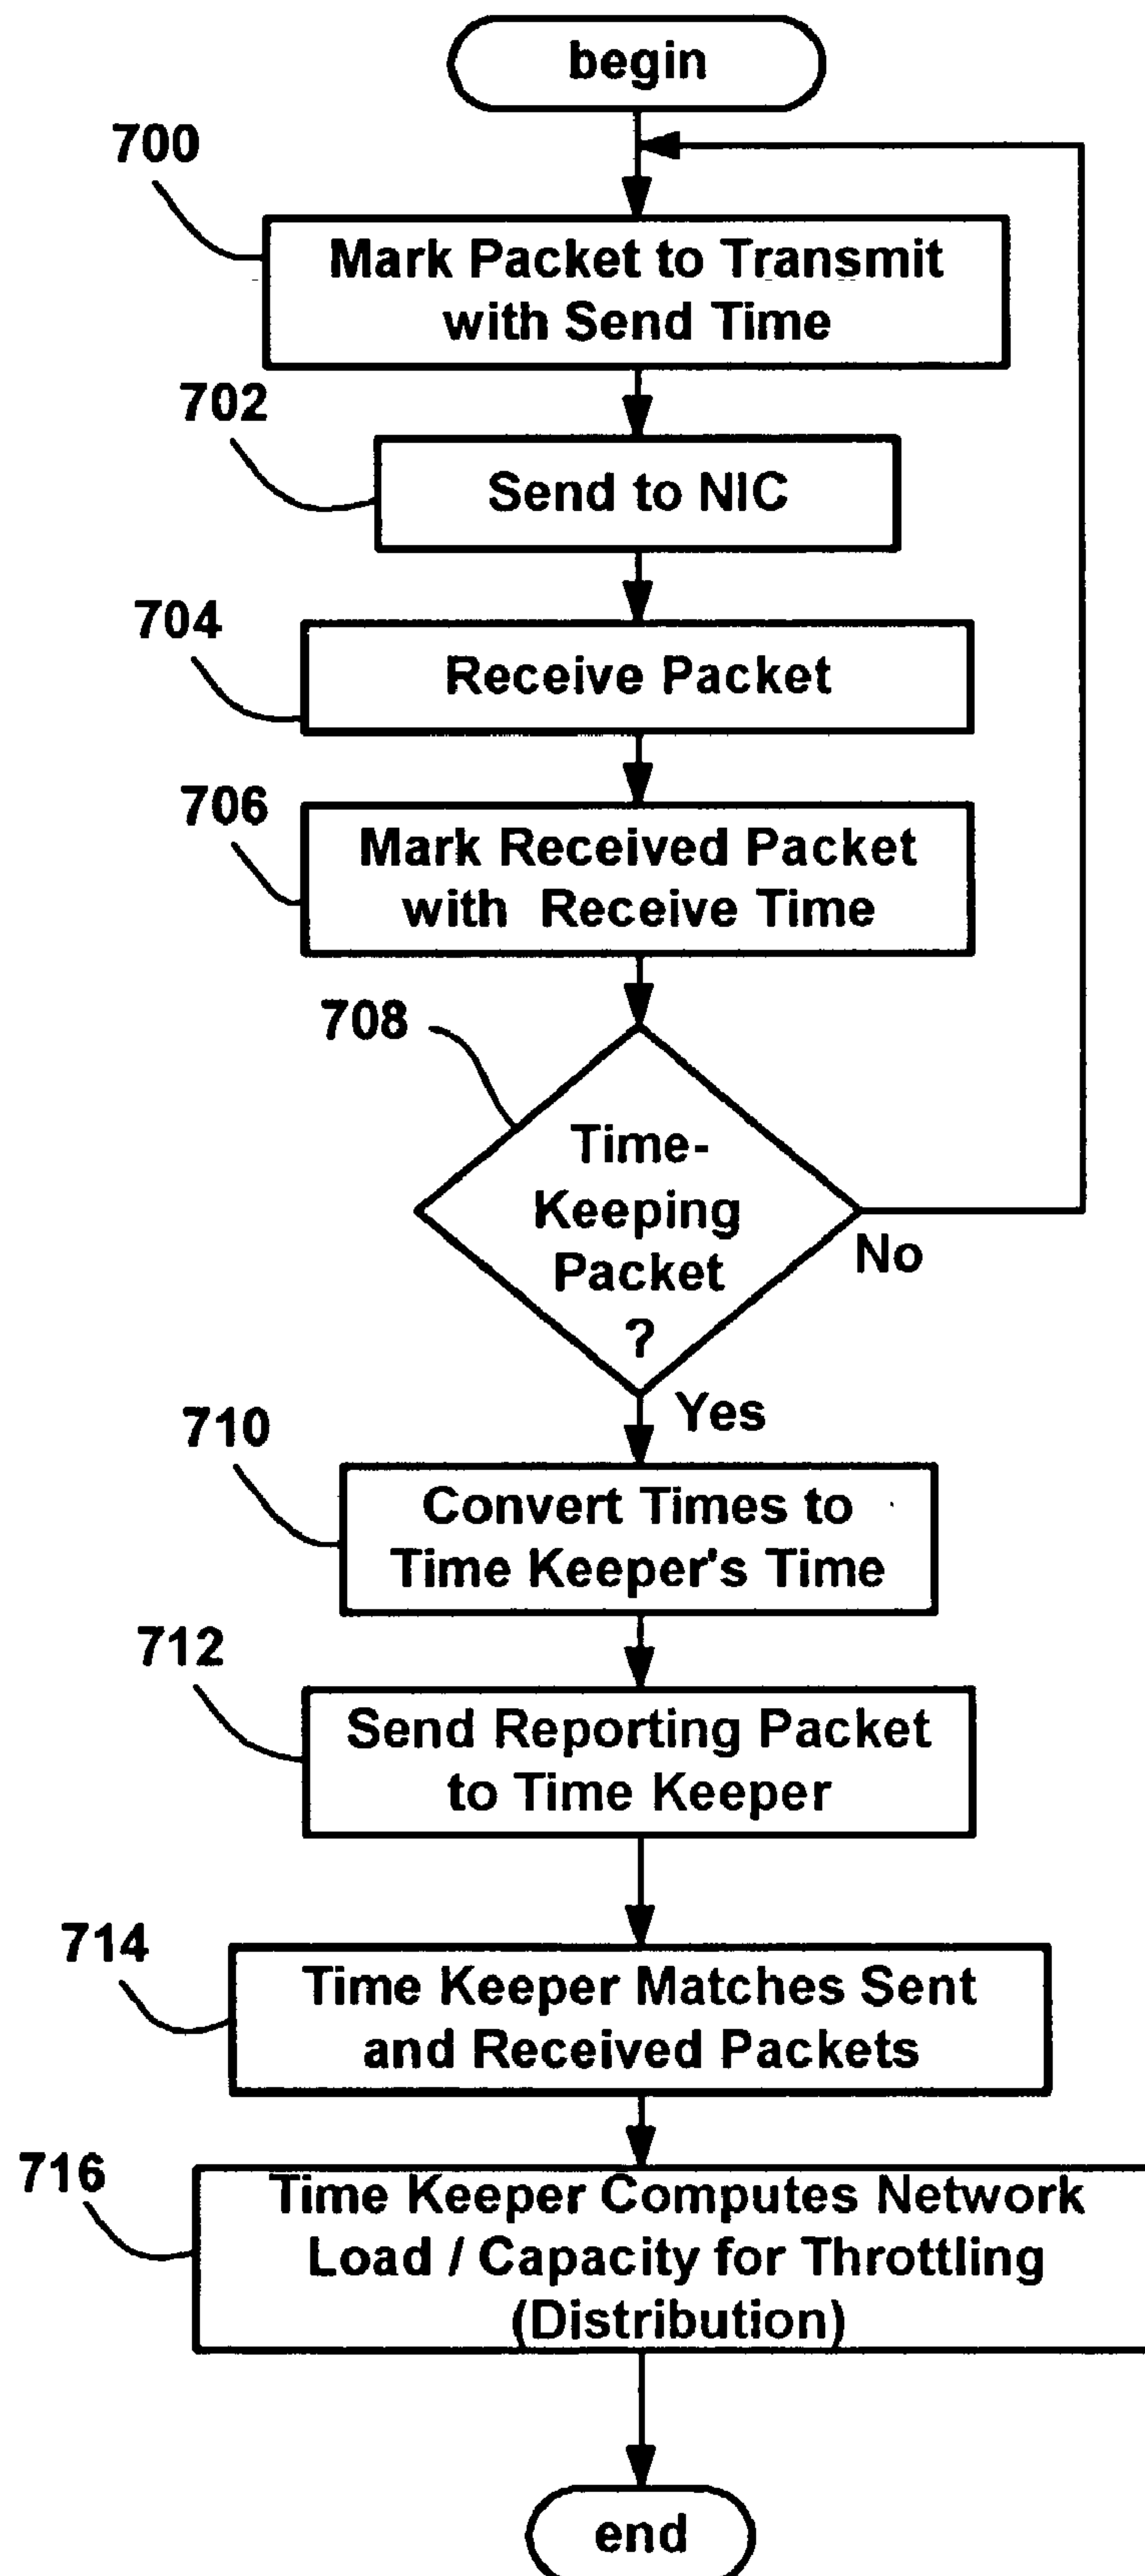 begin
700
Mark Packet to Transmit
with Send Time
702
Send to NIC
704
Receive Packet
706
Mark Received Packet
with Receive Time
708
Time-
Keeping
Packet
?
No
Yes
710
Convert Times to
Time Keeper's Time
712
Send Reporting Packet
to Time Keeper
714
Time Keeper Matches Sent
and Received Packets
716
Time Keeper Computes Network
Load / Capacity for Throttling
(Distribution)
end